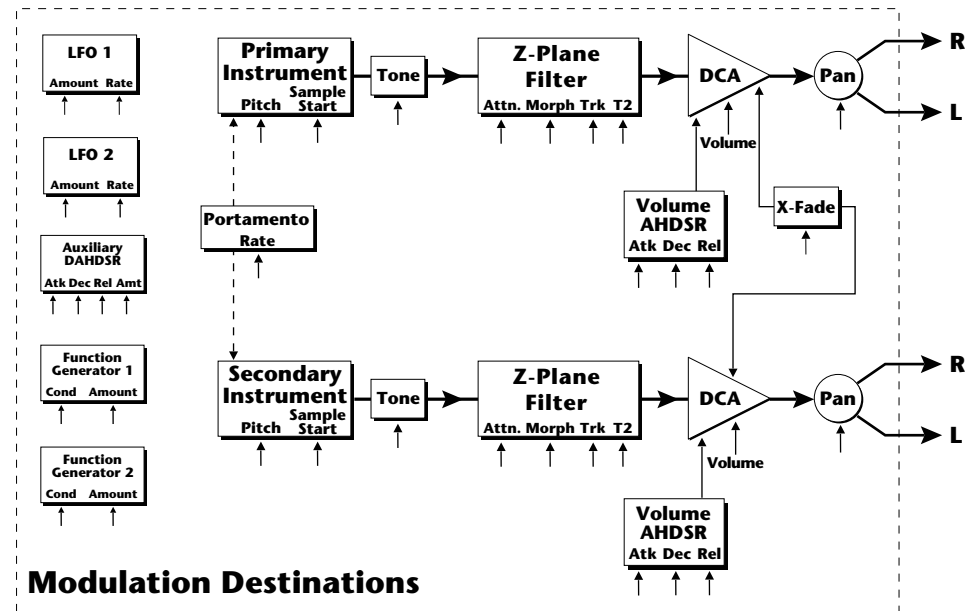 LFO 1
Amount Rate
LFO 2
Amount Rate
Auxiliary
DAHDSR
Atk Dec Rel Amt
Function
Generator 1
Cond Amount
Function
Generator 2
Cond Amount
Primary
Instrument
Sample
Pitch Start
Tone
Z-Plane
Filter
Attn. Morph Trk T2
DCA
Volume
Pan
R
L
Portamento
Rate
Volume
AHDSR
Atk Dec Rel
X-Fade
Secondary
Instrument
Sample
Pitch Start
Tone
Z-Plane
Filter
Attn. Morph Trk T2
DCA
Volume
Pan
R
L
Volume
AHDSR
Atk Dec Rel
Modulation Destinations